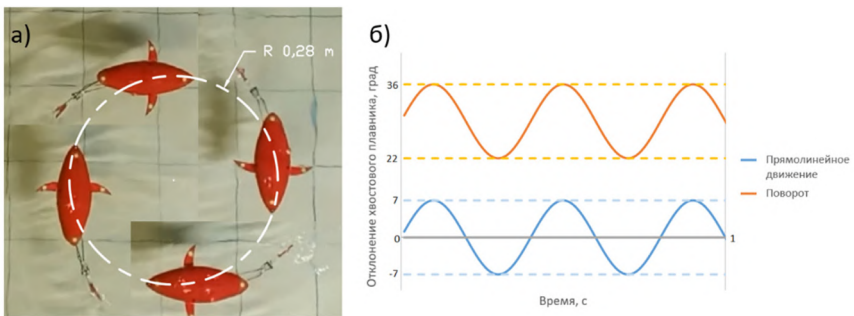 а)
R 0,28 m
б)
Отклонение хвостового плавника, град
36
22
7
0
-7
1
Время, с
Прямолинейное
движение
Поворот